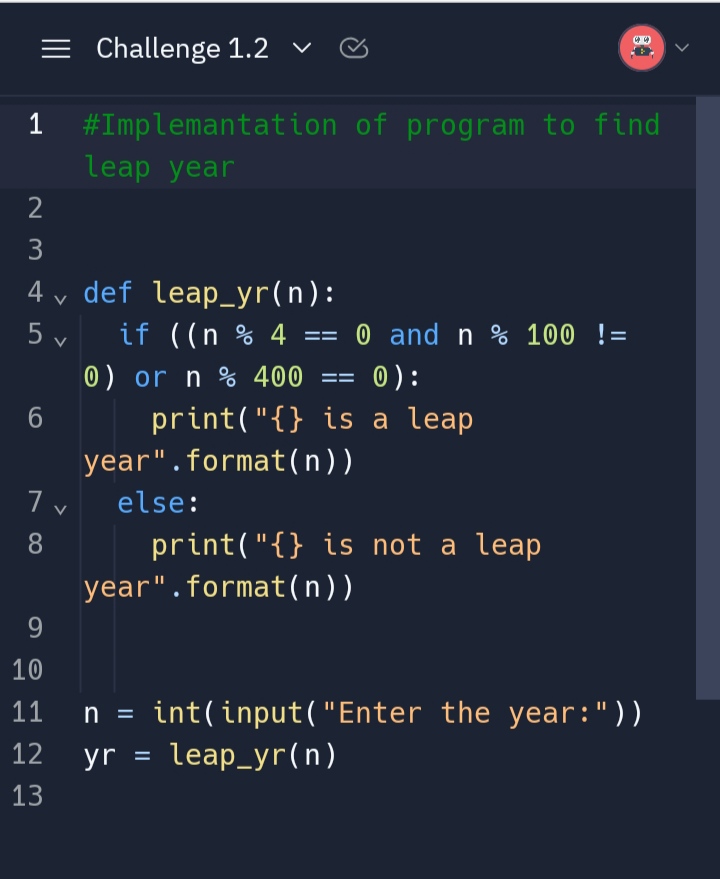 Challenge 1.2
1 #Implemantation of program to find
leap year
2
3
4 def leap_yr(n):
5 if ((n % 4 == 0 and n % 100 !=
0) or n % 400 == 0):
6 print("{} is a leap
year".format(n))
7 else:
8 print("{} is not a leap
year".format(n))
9
10
11 n = int(input("Enter the year:"))
12 yr = leap_yr(n)
13